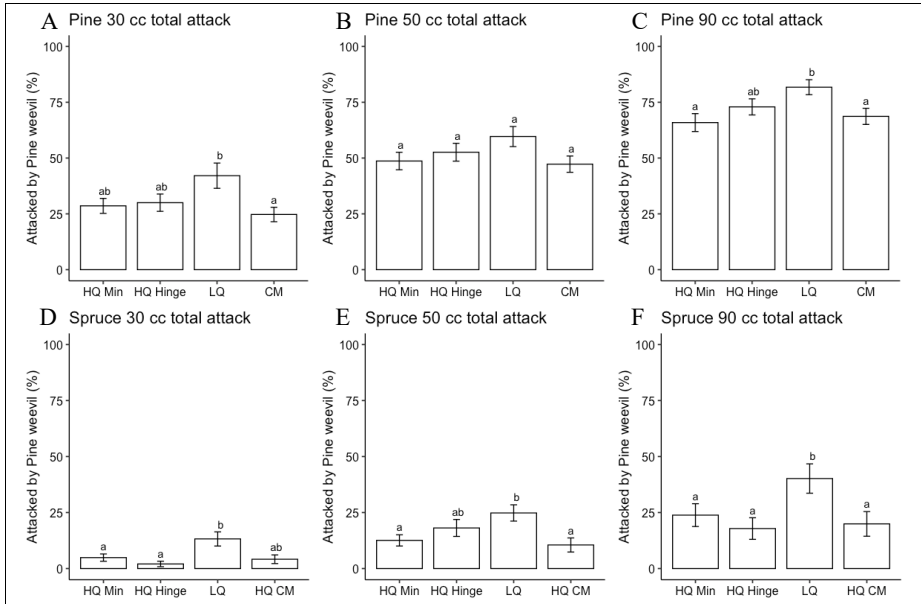 A Pine 30 cc total attack
Attacked by Pine weevil (%)
100
75
50
25
0
ab
ab
b
a
HQ Min HQ Hinge LQ CM
B Pine 50 cc total attack
Attacked by Pine weevil (%)
100
75
50
25
0
a
a
a
a
HQ Min HQ Hinge LQ CM
C Pine 90 cc total attack
Attacked by Pine weevil (%)
100
75
50
25
0
a
ab
b
a
HQ Min HQ Hinge LQ CM
D Spruce 30 cc total attack
Attacked by Pine weevil (%)
100
75
50
25
0
a
a
b
ab
HQ Min HQ Hinge LQ HQ CM
E Spruce 50 cc total attack
Attacked by Pine weevil (%)
100
75
50
25
0
a
ab
b
a
HQ Min HQ Hinge LQ HQ CM
F Spruce 90 cc total attack
Attacked by Pine weevil (%)
100
75
50
25
0
a
a
b
a
HQ Min HQ Hinge LQ HQ CM